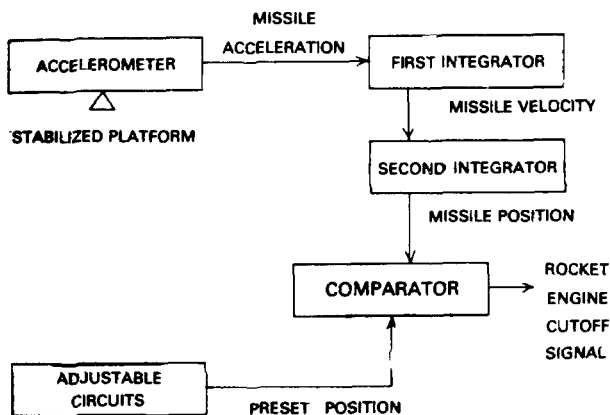 MISSILE
ACCELERATION
ACCELEROMETER
FIRST INTEGRATOR
STABILIZED PLATFORM
MISSILE VELOCITY
SECOND INTEGRATOR
MISSILE POSITION
COMPARATOR
ROCKET
ENGINE
CUTOFF
SIGNAL
ADJUSTABLE
CIRCUITS
PRESET POSITION